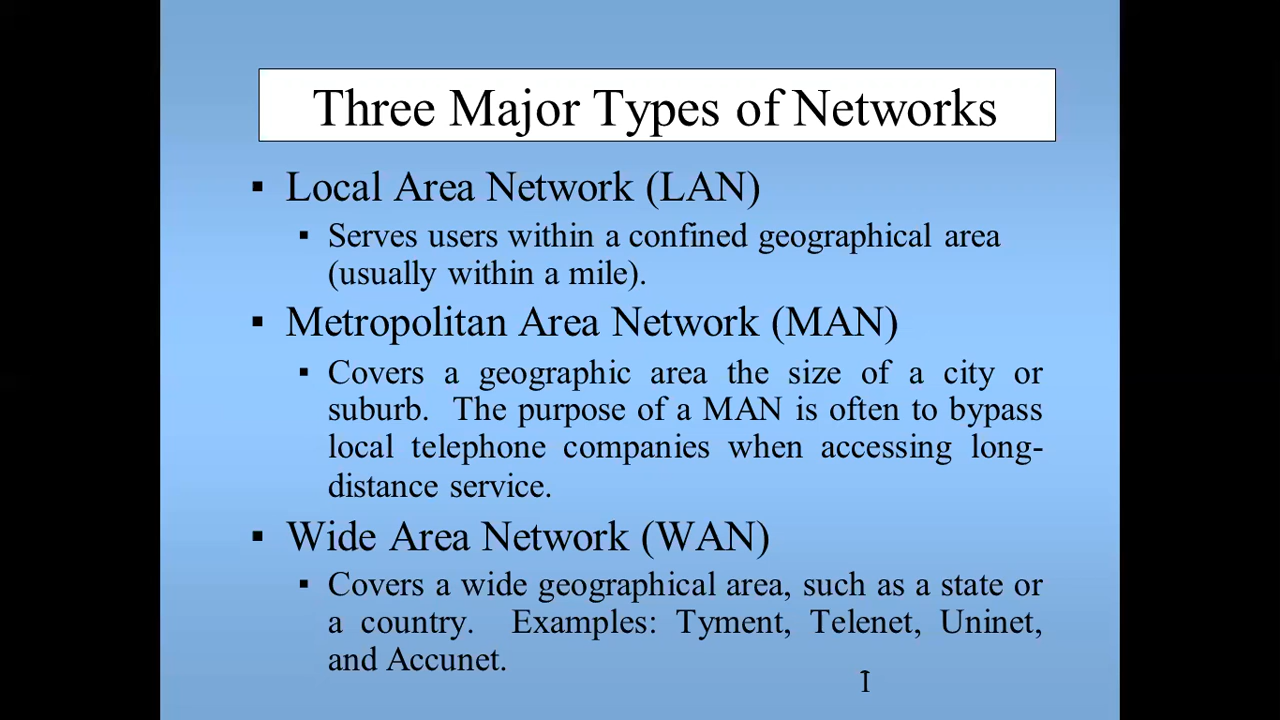 Three Major Types of Networks
▪ Local Area Network (LAN)
▪ Serves users within a confined geographical area
(usually within a mile).
▪ Metropolitan Area Network (MAN)
▪ Covers a geographic area the size of a city or
suburb. The purpose of a MAN is often to bypass
local telephone companies when accessing long-
distance service.
▪ Wide Area Network (WAN)
▪ Covers a wide geographical area, such as a state or
a country. Examples: Tyment, Telenet, Uninet,
and Accunet.